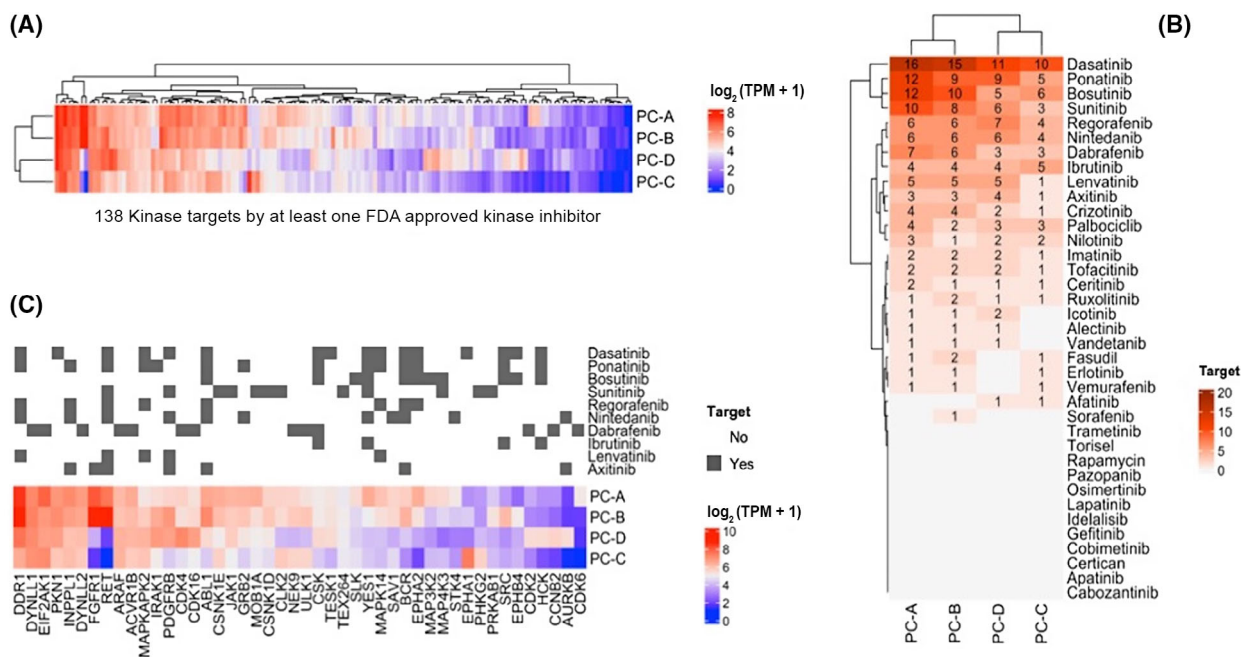 (A)
log2 (TPM + 1)
8
6
4
2
0
PC-A
PC-B
PC-D
PC-C
138 Kinase targets by at least one FDA approved kinase inhibitor
(B)
16 15 11 10 Dasatinib
12 9 9 5 Ponatinib
12 10 5 6 Bosutinib
10 8 6 3 Sunitinib
6 6 7 4 Regorafenib
6 6 6 4 Nintedanib
7 6 3 3 Dabrafenib
4 4 4 5 Ibrutinib
5 5 5 1 Lenvatinib
3 3 4 1 Axitinib
4 4 2 1 Crizotinib
4 2 3 3 Palbociclib
3 1 2 2 Nilotinib
2 2 2 1 Imatinib
2 2 2 1 Tofacitinib
2 1 1 1 Ceritinib
1 2 1 1 Ruxolitinib
1 1 2 Icotinib
1 1 1 Alectinib
1 1 1 Vandetanib
1 2 1 Fasudil
1 1 1 Erlotinib
1 1 1 Vemurafenib
1 1 Afatinib
1 Sorafenib
Trametinib
Torisel
Rapamycin
Pazopanib
Osimertinib
Lapatinib
Idelalisib
Gefitinib
Cobimetinib
Certican
Apatinib
Cabozantinib
PC-A
PC-B
PC-D
PC-C
Target
20
15
10
5
0
(C)
Dasatinib
Ponatinib
Bosutinib
Sunitinib
Regorafenib
Nintedanib
Dabrafenib
Ibrutinib
Lenvatinib
Axitinib
Target
No
Yes
PC-A
PC-B
PC-D
PC-C
log2 (TPM + 1)
10
8
6
4
2
0
DDR1
DYNLL1
EIF2AK1
PKN1
INPPL1
DYNLL2
FGFR1
RET
ARAF
ACVR1B
MAPKAPK2
IRAK1
PDGFRB
CDK4
CDK16
ABL1
CSNK1E
JAK1
GRB2
MOB1A
CSNK1D
CLK2
NEK9
ULK1
CSK
TESK1
TEX264
SLK
YES1
MAPK14
SAV1
BCR
EPHA2
MAP3K2
MAP4K3
STK4
EPHA1
PHKG2
PRKAB1
SRC
EPHB4
CDK2
HCK
CCNB2
AURKB
CDK6